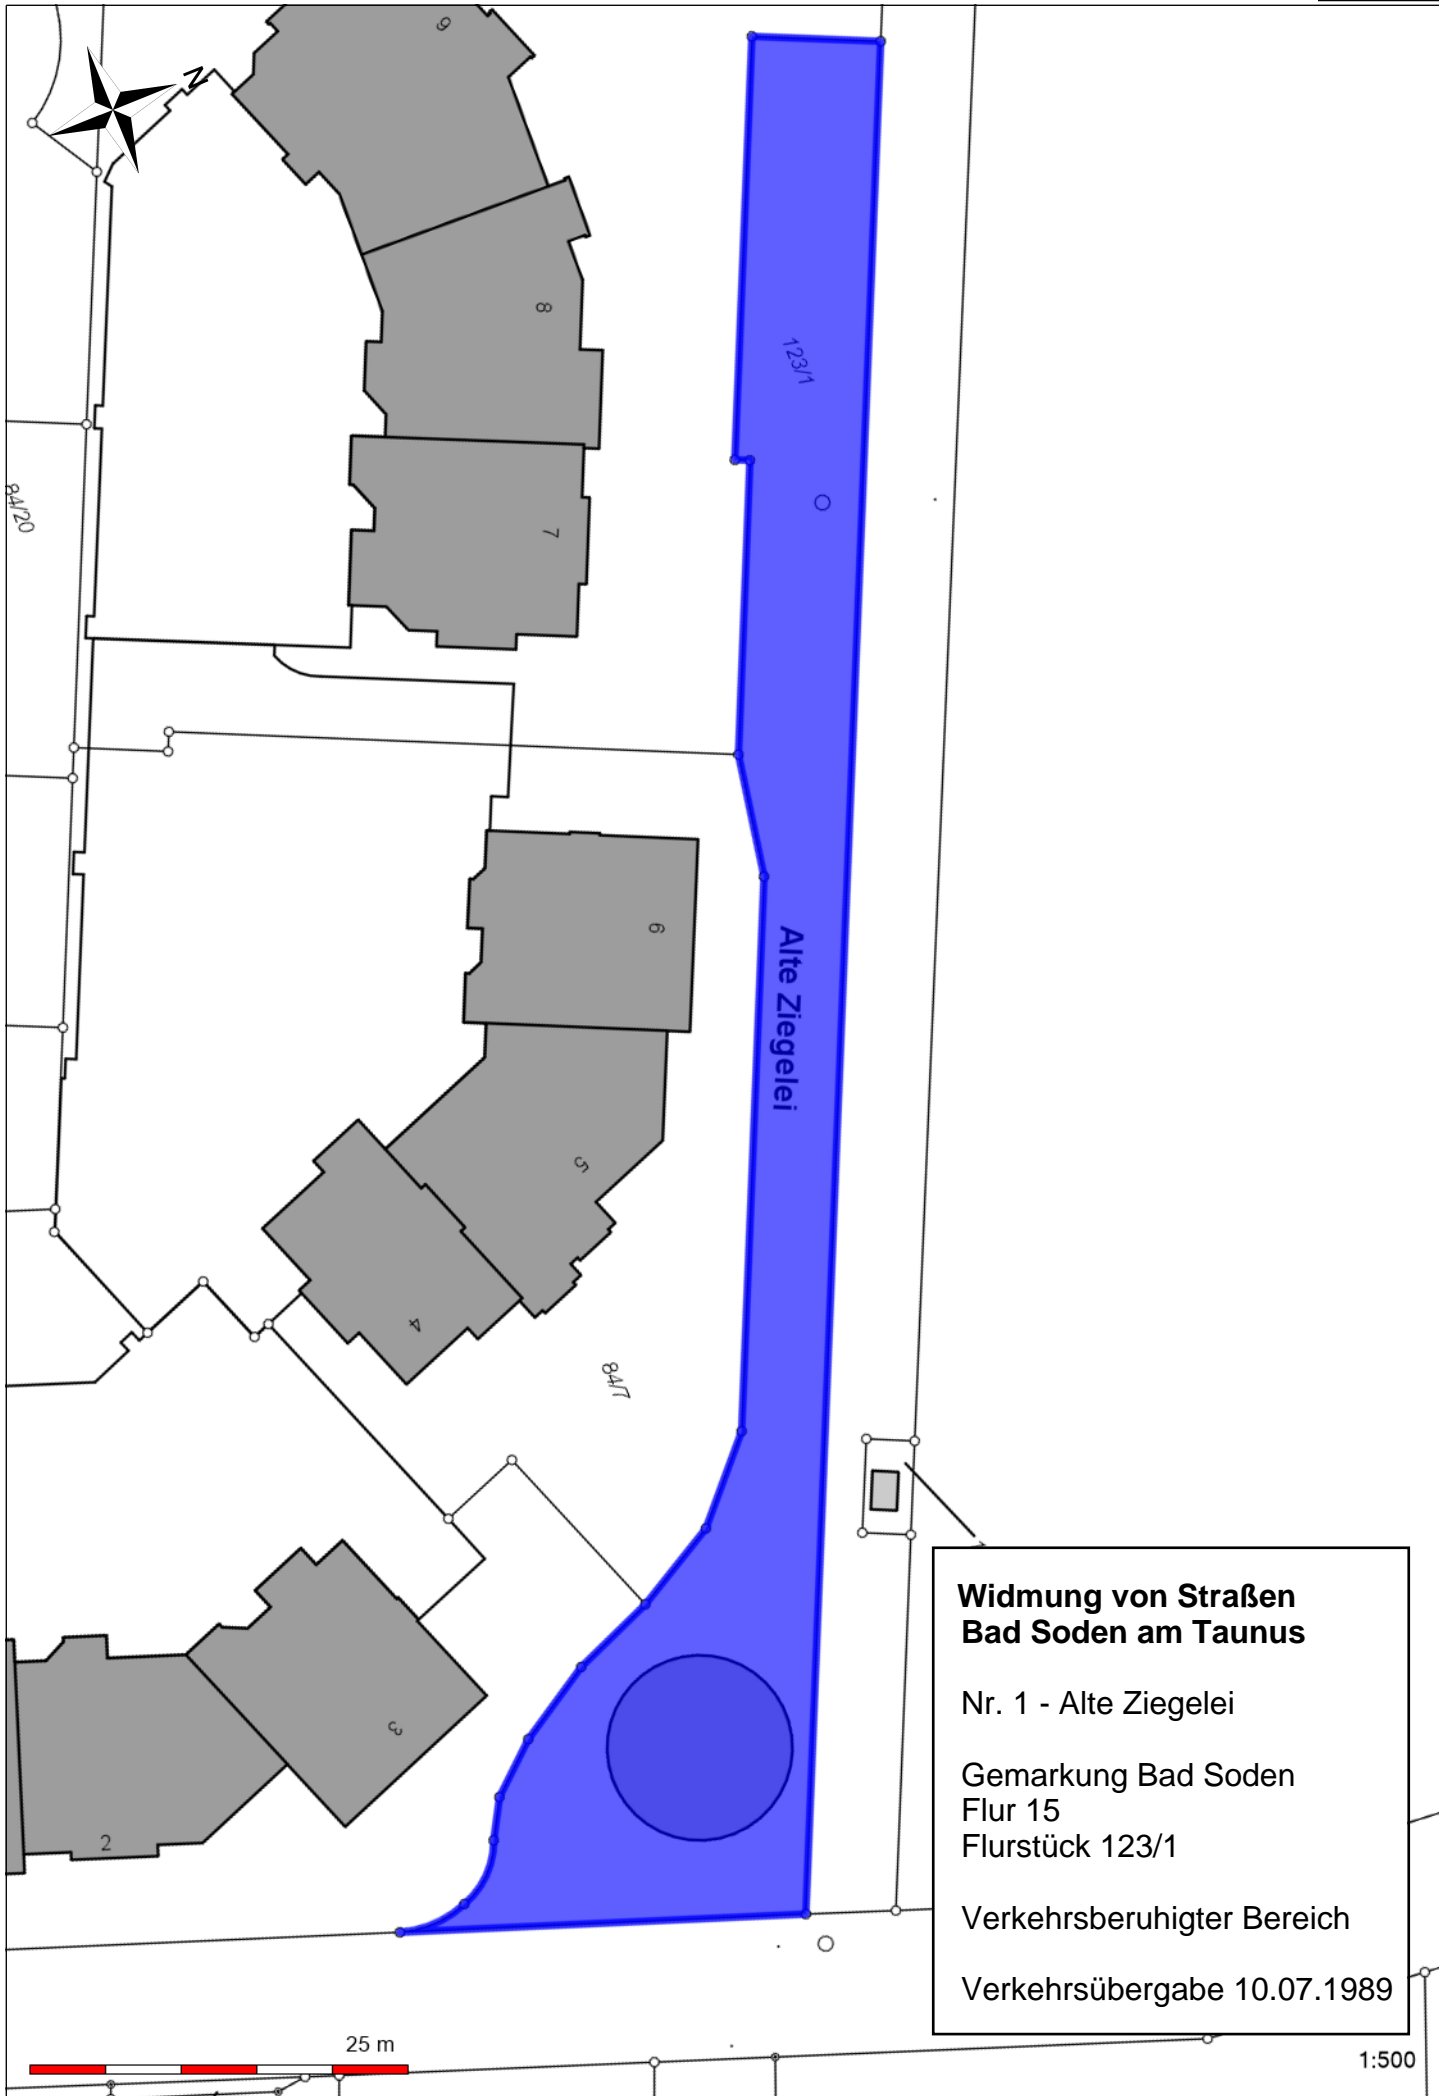 9
N
8
123/1
84/20
7
6
Alte Ziegelei
5
4
84/7
3
2
Widmung von Straßen
Bad Soden am Taunus
Nr. 1 - Alte Ziegelei
Gemarkung Bad Soden
Flur 15
Flurstück 123/1
Verkehrsberuhigter Bereich
Verkehrsübergabe 10.07.1989
25 m
1:500